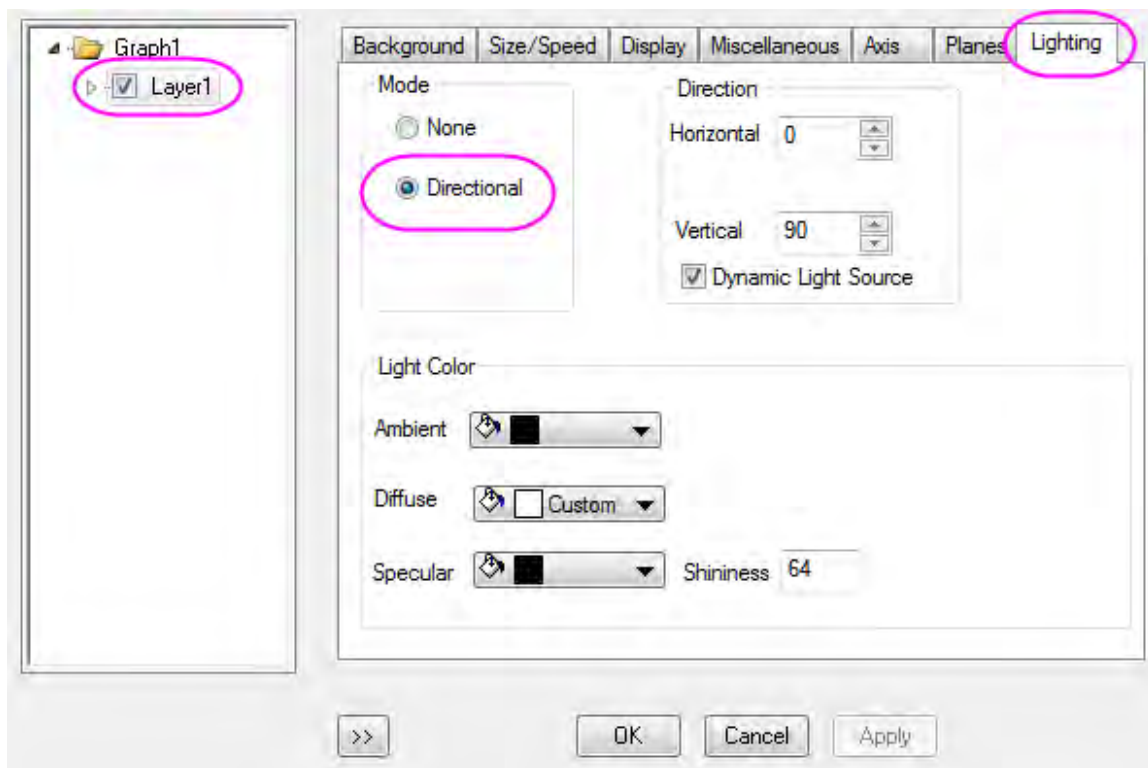 Graph1
Layer1
Background Size/Speed Display Miscellaneous Axis Planes Lighting
Mode
None
Directional
Direction
Horizontal 0
Vertical 90
Dynamic Light Source
Light Color
Ambient
Diffuse Custom
Specular Shininess 64
>> OK Cancel Apply